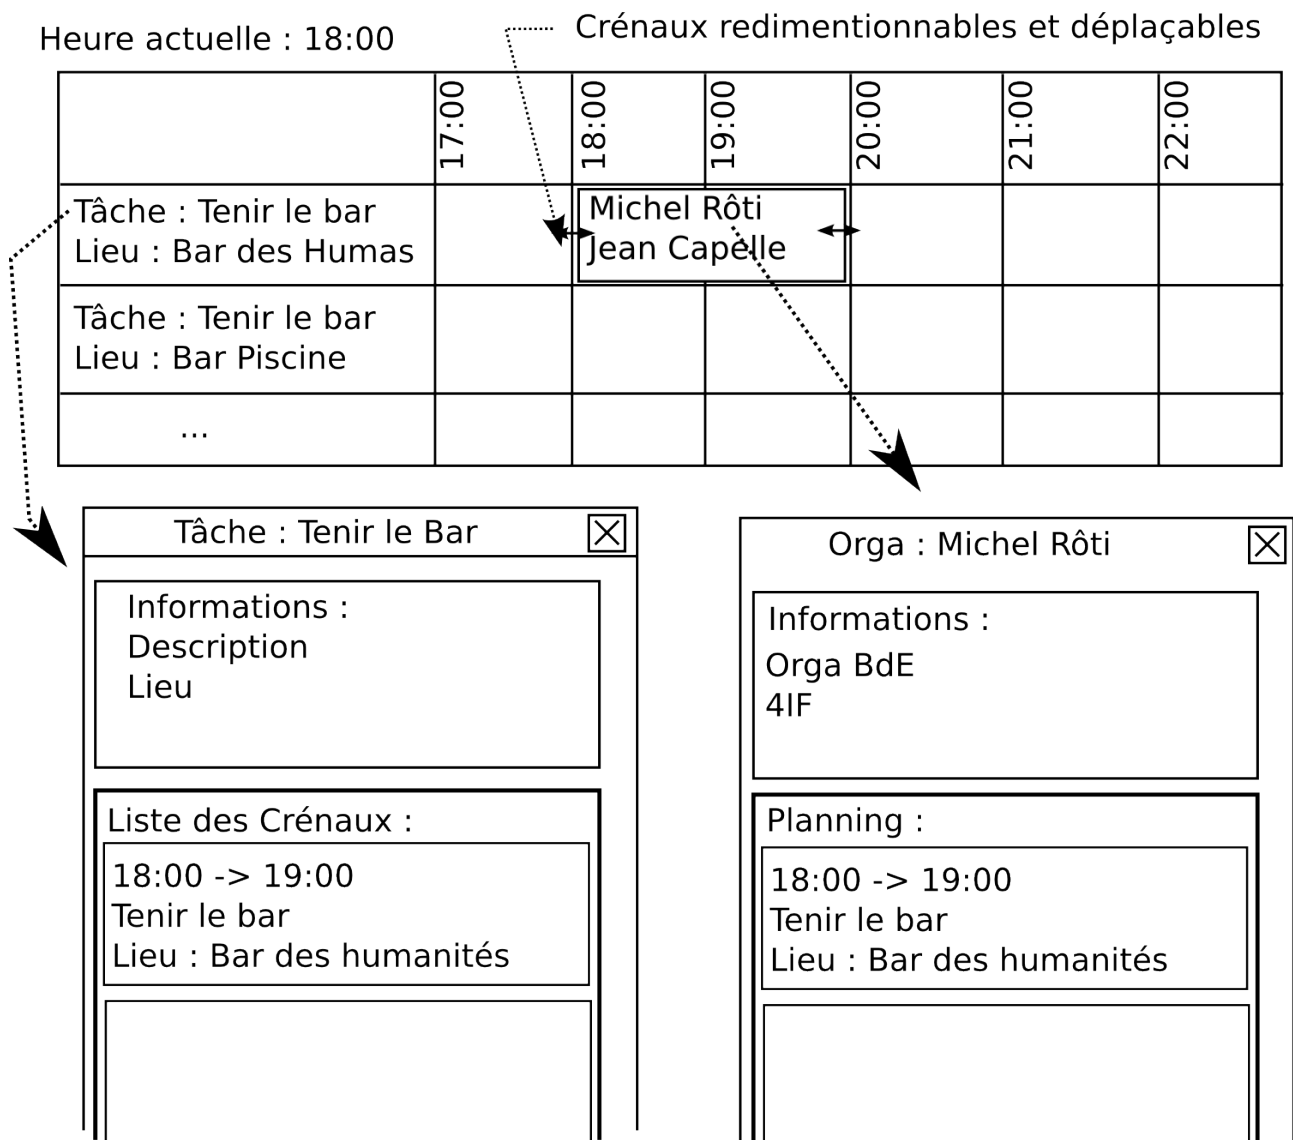 Heure actuelle : 18:00
Crénaux redimentionnables et déplaçables
17:00
18:00
19:00
20:00
21:00
22:00
Tâche : Tenir le bar
Lieu : Bar des Humas
Michel Rôti
Jean Capelle
Tâche : Tenir le bar
Lieu : Bar Piscine
...
Tâche : Tenir le Bar
Informations :
Description
Lieu
Liste des Crénaux :
18:00 -> 19:00
Tenir le bar
Lieu : Bar des humanités
Orga : Michel Rôti
Informations :
Orga BdE
4IF
Planning :
18:00 -> 19:00
Tenir le bar
Lieu : Bar des humanités